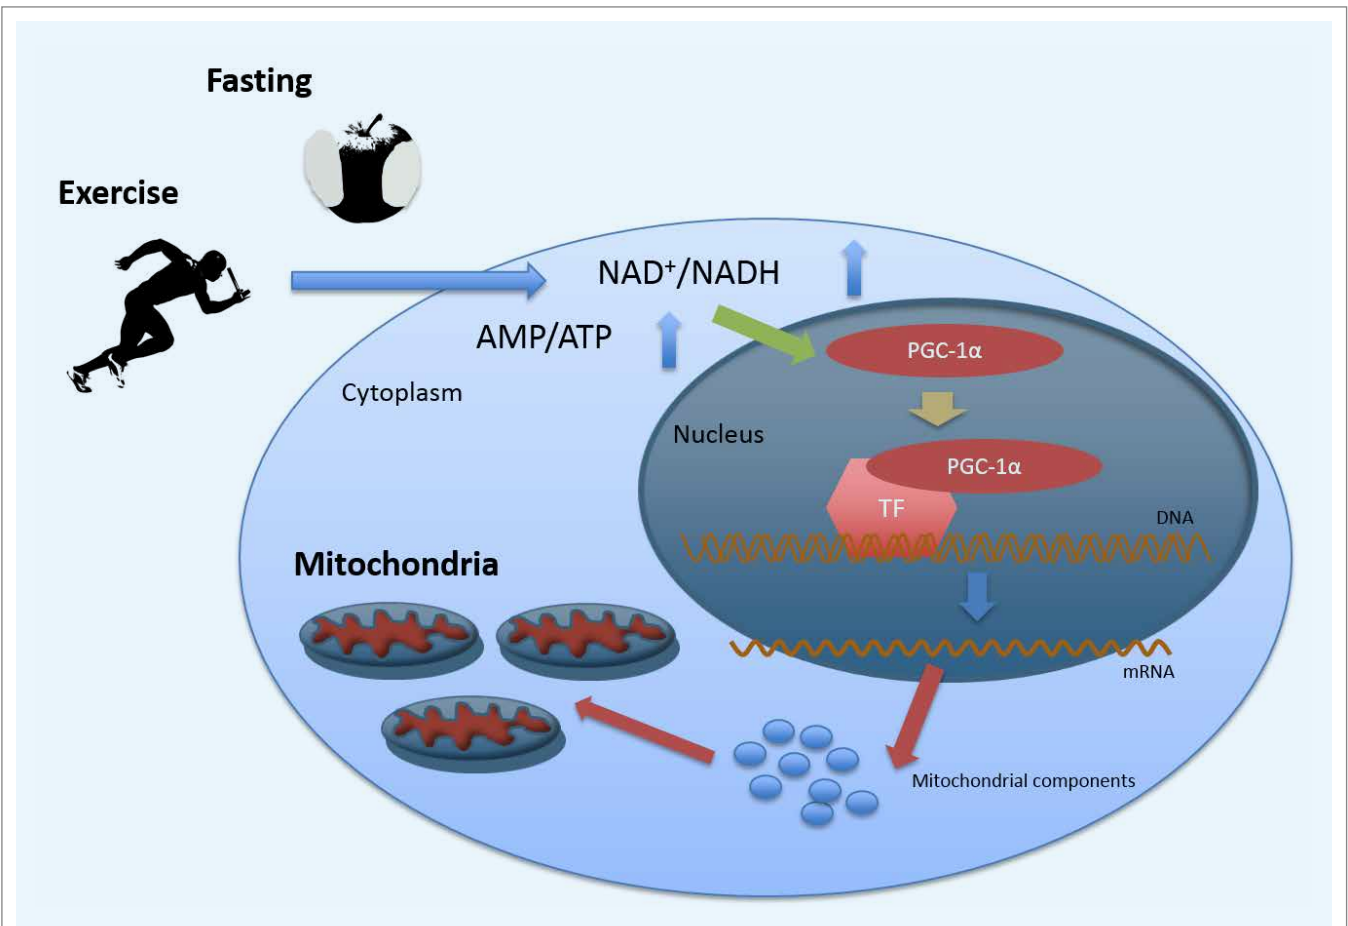 Fasting
Exercise
NAD⁺/NADH
AMP/ATP
Cytoplasm
PGC-1α
Nucleus
PGC-1α
TF
DNA
Mitochondria
mRNA
Mitochondrial components